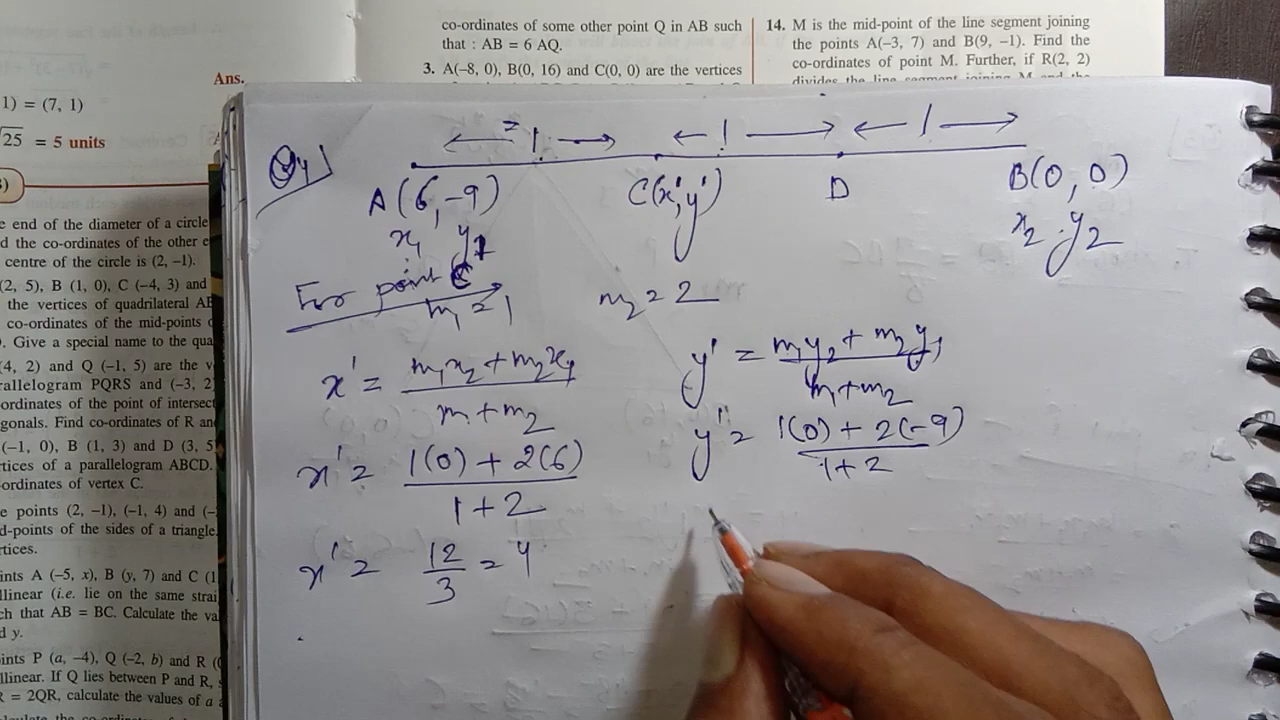 co-ordinates of some other point Q in AB such
that : AB = 6 AQ.
3. A(–8, 0), B(0, 16) and C(0, 0) are the vertices
14. M is the mid-point of the line segment joining
the points A(–3, 7) and B(9, –1). Find the
co-ordinates of point M. Further, if R(2, 2)
divides the line segment joining M and the
Ans.
1) = (7, 1)
√25 = 5 units
e end of the diameter of a circle
d the co-ordinates of the other e
centre of the circle is (2, –1).
(2, 5), B (1, 0), C (–4, 3) and
the vertices of quadrilateral AB
co-ordinates of the mid-points o
. Give a special name to the qua
(4, 2) and Q (–1, 5) are the v
rallelogram PQRS and (–3, 2
ordinates of the point of intersect
gonals. Find co-ordinates of R an
(–1, 0), B (1, 3) and D (3, 5
tices of a parallelogram ABCD.
ordinates of vertex C.
e points (2, –1), (–1, 4) and (–
d-points of the sides of a triangle.
tices.
ints A (–5, x), B (y, 7) and C (1
llinear (i.e. lie on the same strai
ch that AB = BC. Calculate the va
d y.
ints P (a, –4), Q (–2, b) and R (
llinear. If Q lies between P and R,
R = 2QR, calculate the values of a
Q4) 1 1 1
A(6,-9) C(x',y') D B(0,0)
x1 y1 x2 y2
For point C
m1 = 1 m2 = 2
x' = m1x2 + m2x1 / m1 + m2 y' = m1y2 + m2y1 / m1 + m2
x' = 1(0) + 2(6) / 1+2 y' = 1(0) + 2(-9) / 1+2
x' = 12/3 = 4